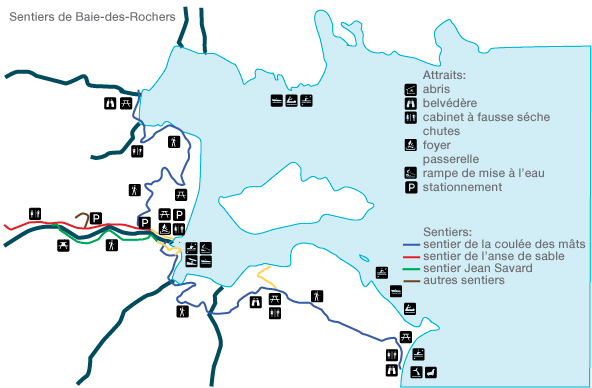 Sentiers de Baie-des-Rochers
Attraits:
abris
belvédère
cabinet à fausse séche
chutes
foyer
passerelle
rampe de mise à l'eau
P stationnement
P
P
P
Sentiers:
sentier de la coulée des mâts
sentier de l'anse de sable
sentier Jean Savard
autres sentiers